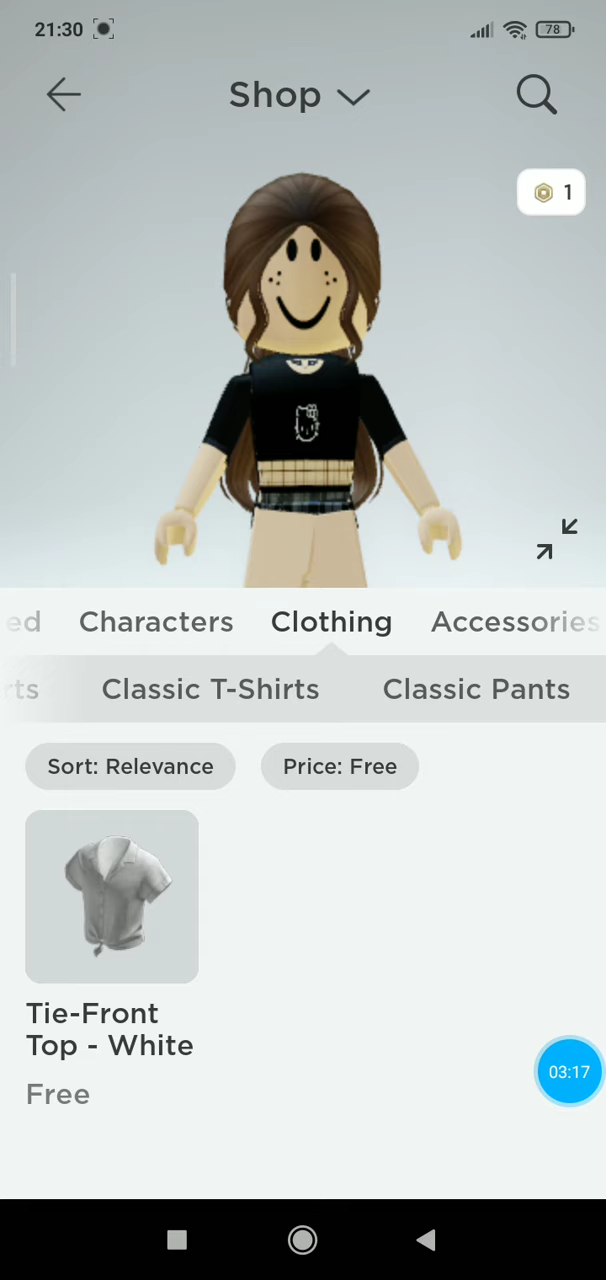 21:30
78
Shop
1
ed Characters Clothing Accessories
rts Classic T-Shirts Classic Pants
Sort: Relevance Price: Free
Tie-Front
Top - White
03:17
Free